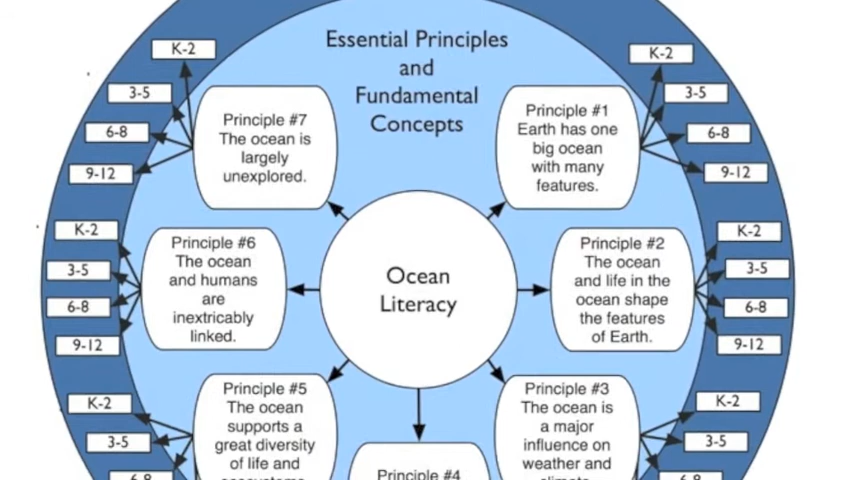 Essential Principles
and
Fundamental
Concepts
K-2
3-5
6-8
9-12
Principle #7
The ocean is
largely
unexplored.
Principle #1
Earth has one
big ocean
with many
features.
K-2
3-5
6-8
9-12
K-2
3-5
6-8
9-12
Principle #6
The ocean
and humans
are
inextricably
linked.
Ocean
Literacy
Principle #2
The ocean
and life in the
ocean shape
the features
of Earth.
K-2
3-5
6-8
9-12
K-2
3-5
6-8
Principle #5
The ocean
supports a
great diversity
of life and
ecosystems.
Principle #4
Principle #3
The ocean is
a major
influence on
weather and
climate.
K-2
3-5
6-8